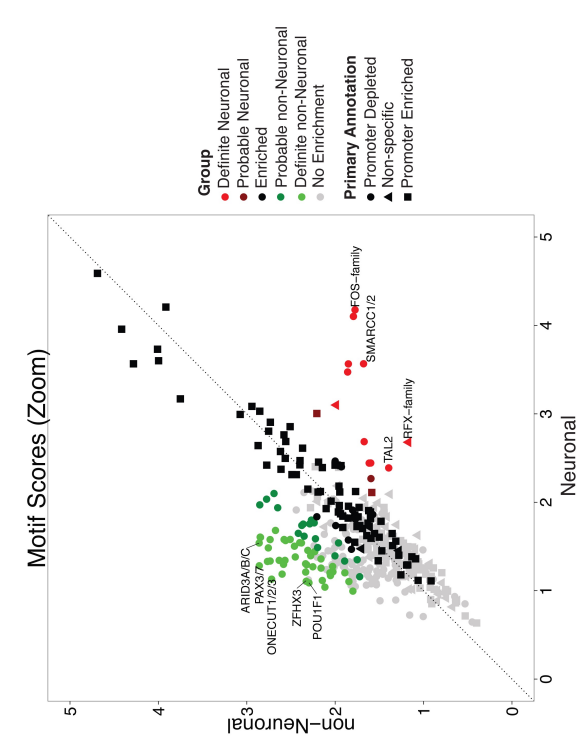 Motif Scores (Zoom)
non−Neuronal
5
4
3
2
1
0
0
1
2
3
4
5
Neuronal
ARID3A/B/C
PAX3/7
ONECUT1/2/3
ZFHX3
POU1F1
FOS−family
SMARCC1/2
RFX−family
TAL2
Group
Definite Neuronal
Probable Neuronal
Enriched
Probable non−Neuronal
Definite non−Neuronal
No Enrichment
Primary Annotation
Promoter Depleted
Non−specific
Promoter Enriched